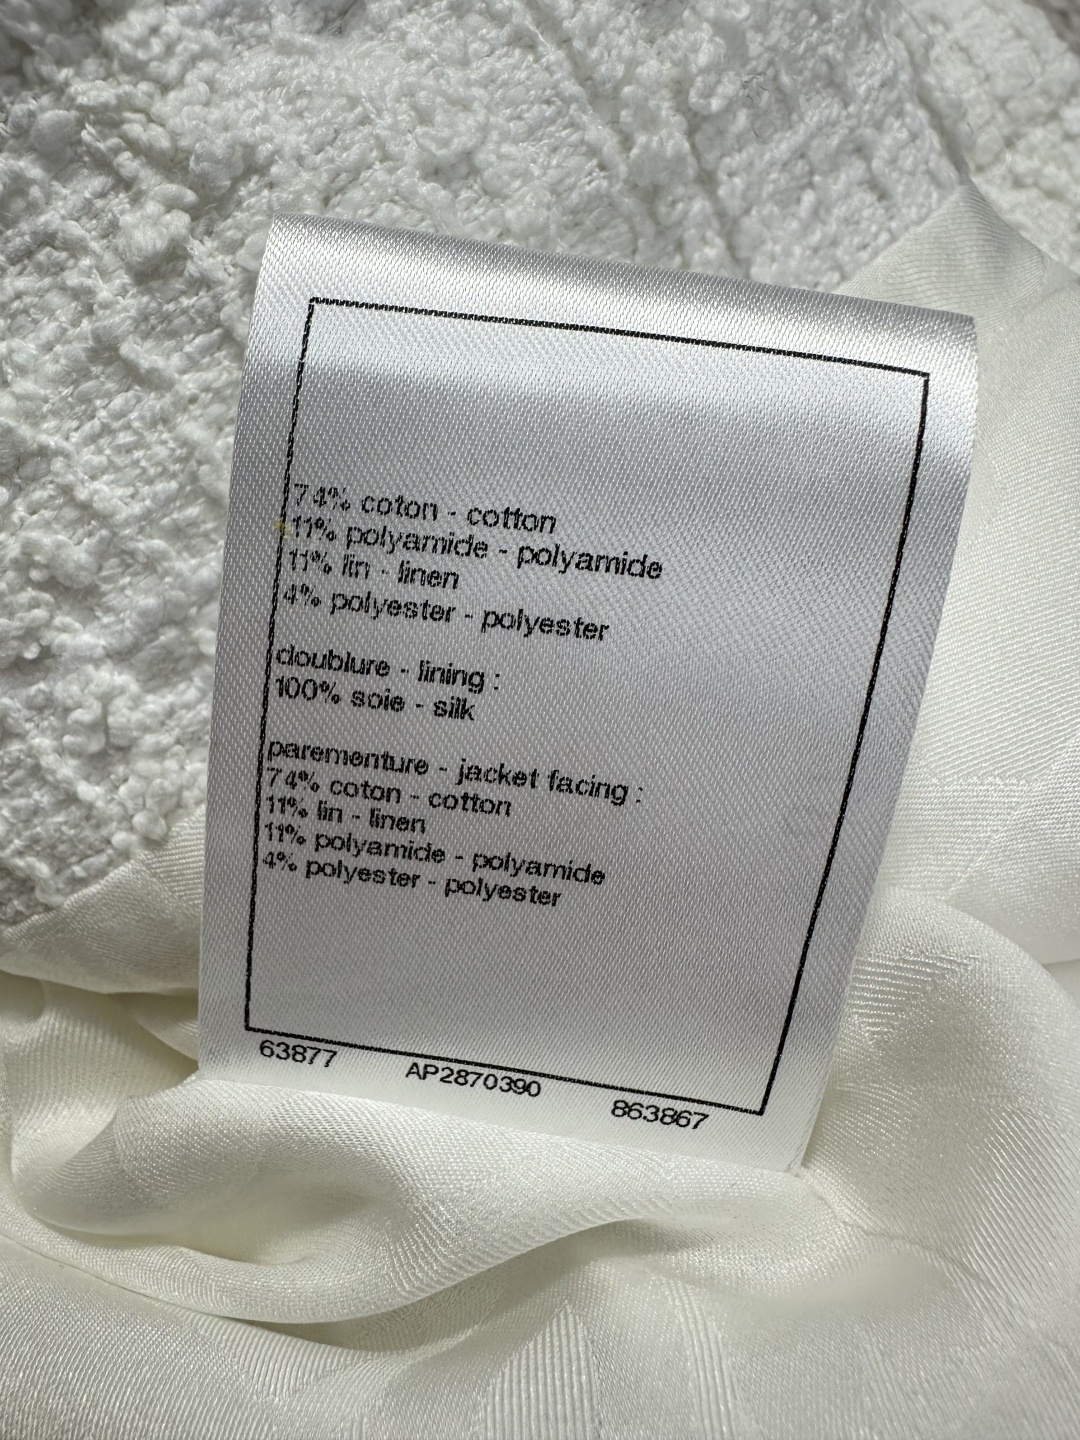 74% coton - cotton
11% polyamide - polyamide
11% lin - linen
4% polyester - polyester
doublure - lining :
100% soie - silk
parementure - jacket facing :
74% coton - cotton
11% lin - linen
11% polyamide - polyamide
4% polyester - polyester
63877 AP2870390 863867